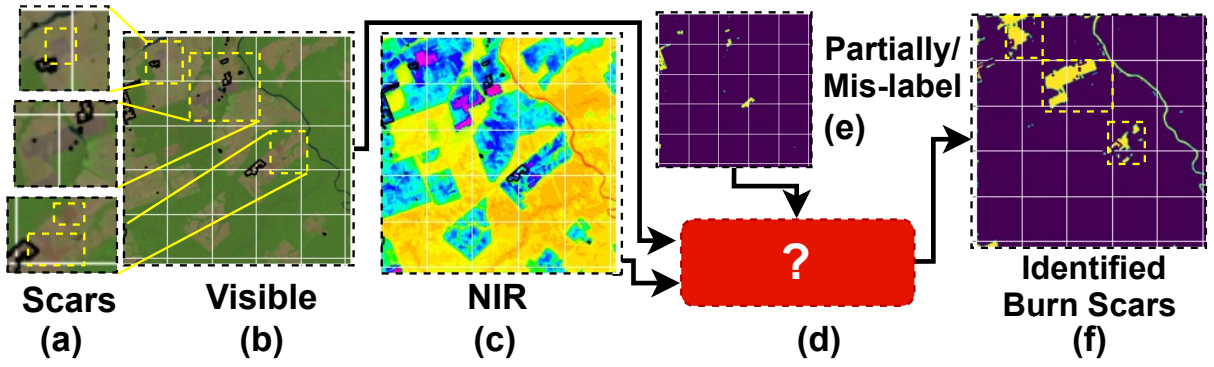 Scars
(a)
Visible
(b)
NIR
(c)
?
(d)
Partially/
Mis-label
(e)
Identified
Burn Scars
(f)